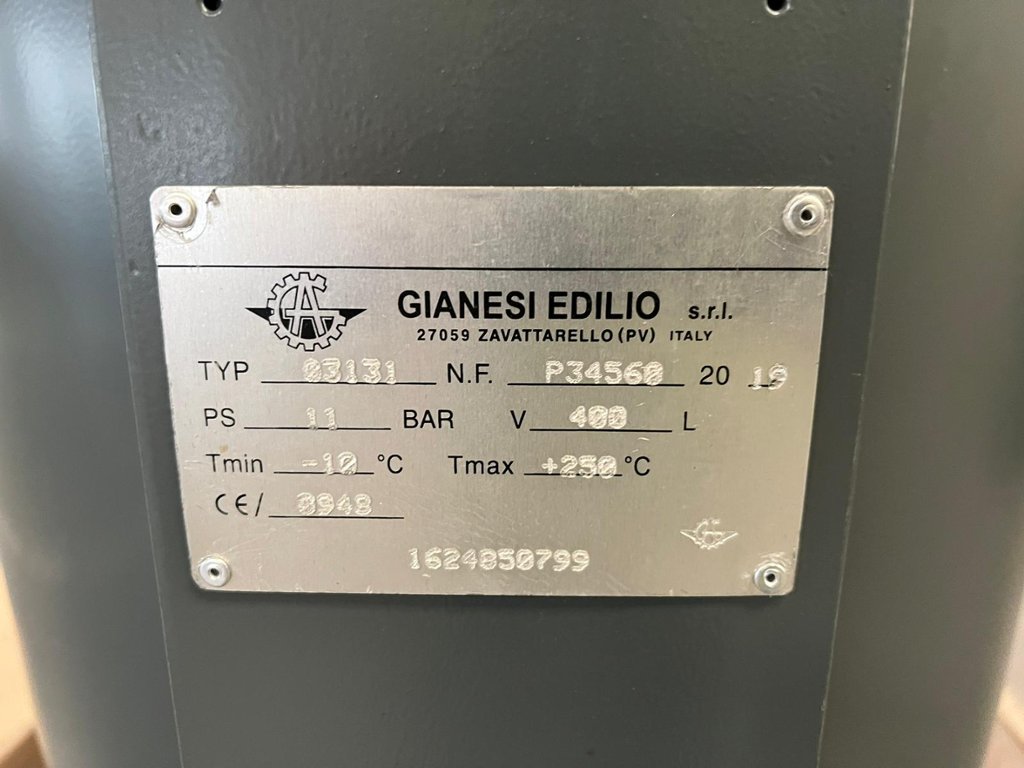 GIANESI EDILIO s.r.l.
27059 ZAVATTARELLO (PV) ITALY
TYP 03131 N.F. P34560 20 19
PS 11 BAR V 400 L
Tmin -10 °C Tmax +250 °C
CE/ 0948
1624850799